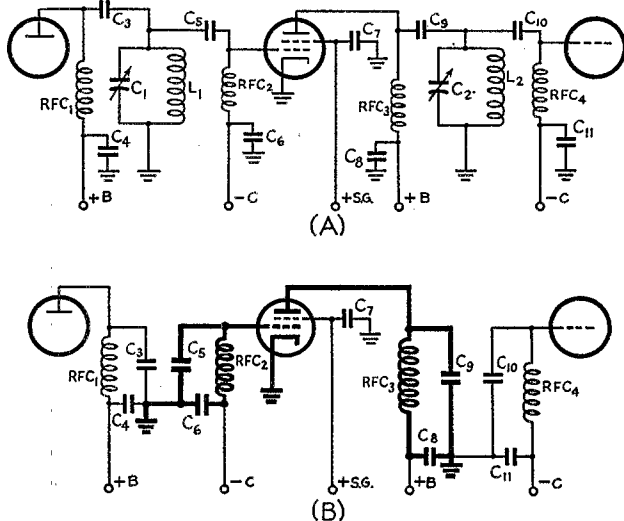 C3
C5
C7
C9
C10
RFC1
C1
L1
RFC2
RFC3
C2.
L2
RFC4
C4
C6
C8
C11
+B
-C
+S.G.
+B
-C
(A)
C7
RFC1
C3
C5
RFC2
RFC3
C9
C10
RFC4
C4
C6
C8
C11
+B
-C
+S.G.
+B
-C
(B)